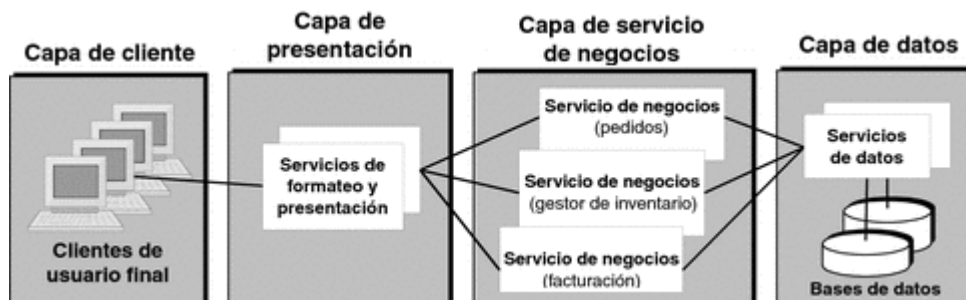 Capa de cliente
Clientes de
usuario final
Capa de
presentación
Servicios de
formateo y
presentación
Capa de servicio
de negocios
Servicio de negocios
(pedidos)
Servicio de negocios
(gestor de inventario)
Servicio de negocios
(facturación)
Capa de datos
Servicios
de datos
Bases de datos